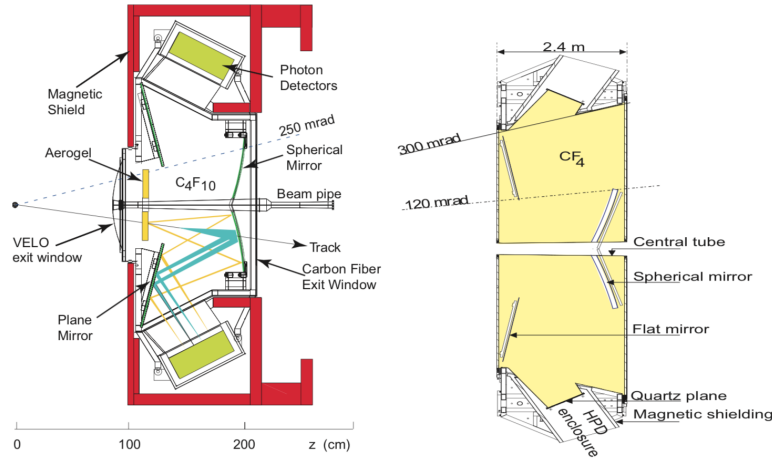 Magnetic
Shield
Photon
Detectors
250 mrad
Aerogel
C4F10
Spherical
Mirror
Beam pipe
VELO
exit window
Track
Carbon Fiber
Exit Window
Plane
Mirror
0
100
200
z (cm)
2.4 m
300 mrad
CF4
120 mrad
Central tube
Spherical mirror
Flat mirror
Quartz plane
Magnetic shielding
HPD
enclosure